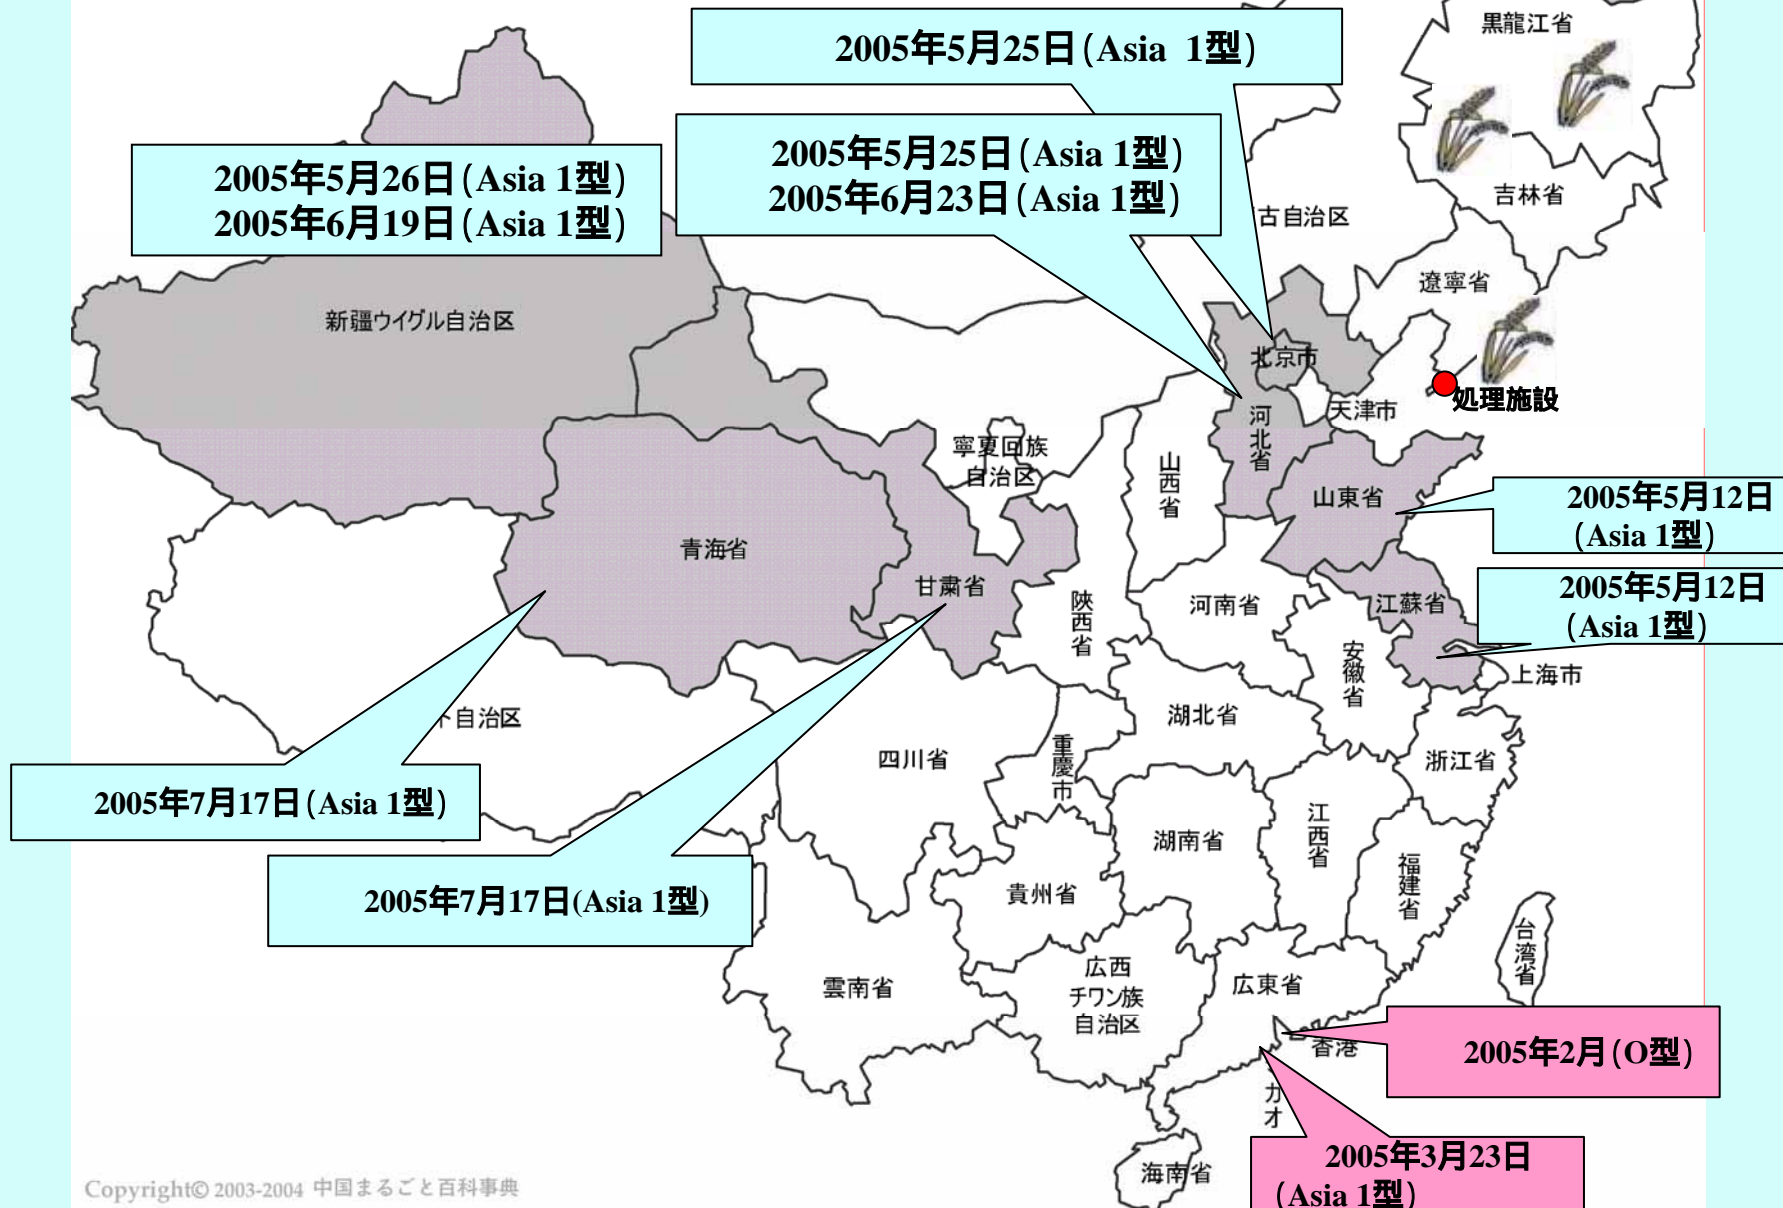 黒龍江省
2005年5月25日(Asia 1型)
2005年5月25日(Asia 1型)
2005年6月23日(Asia 1型)
2005年5月26日(Asia 1型)
2005年6月19日(Asia 1型)
吉林省
古自治区
遼寧省
新疆ウイグル自治区
北京市
処理施設
天津市
河北省
寧夏回族
自治区
山西省
山東省
2005年5月12日
(Asia 1型)
青海省
甘粛省
陝西省
河南省
江蘇省
2005年5月12日
(Asia 1型)
安徽省
上海市
ト自治区
湖北省
四川省
重慶市
浙江省
2005年7月17日(Asia 1型)
湖南省
江西省
福建省
2005年7月17日(Asia 1型)
貴州省
台湾省
雲南省
広西
チワン族
自治区
広東省
香港
2005年2月(O型)
カオ
2005年3月23日
(Asia 1型)
海南省
Copyright© 2003-2004 中国まるごと百科事典